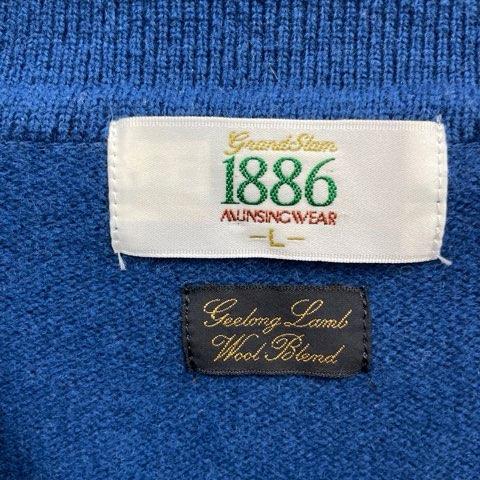 Grand Slam
1886
MUNSINGWEAR
-L-
Geelong Lamb
Wool Blend